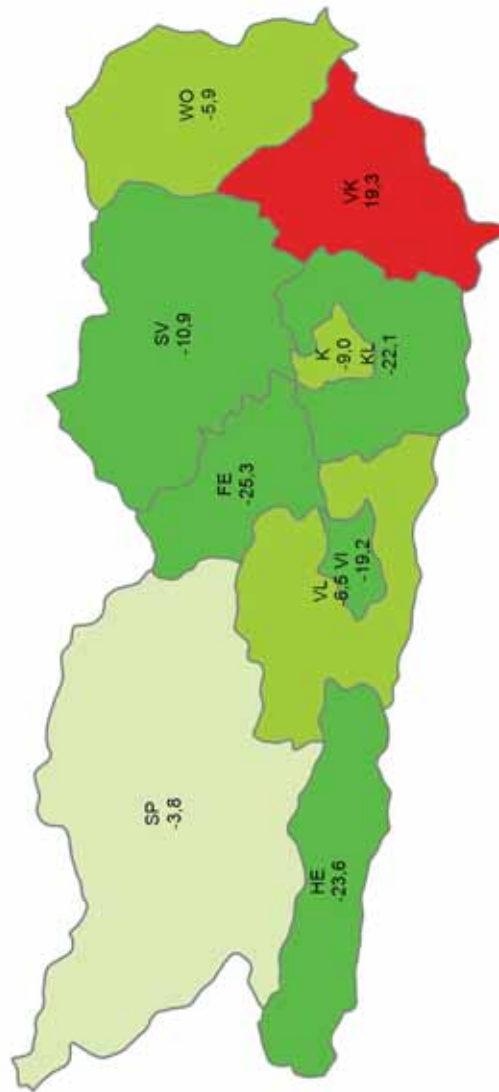 SP
-3,8
HE
-23,6
FE
-25,3
VL
-6,5
VI
-19,2
SV
-10,9
K
-9,0
KL
-22,1
WO
-5,9
VK
19,3